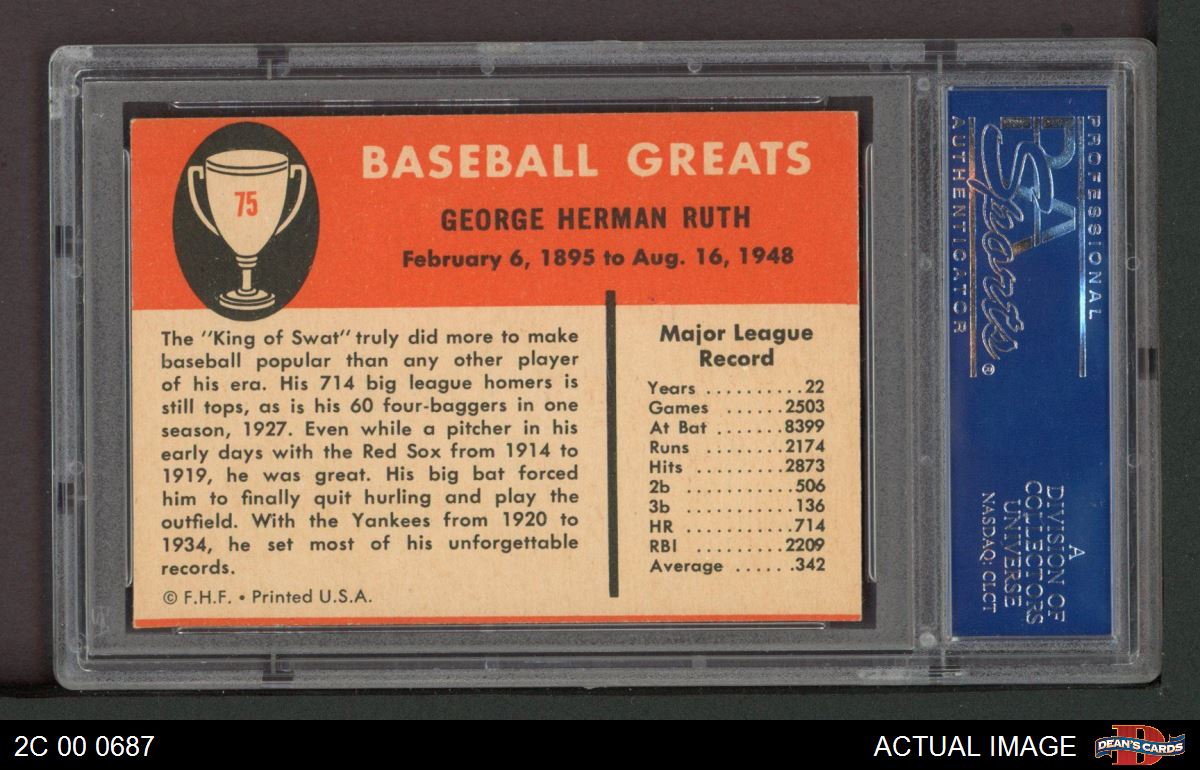 75
BASEBALL GREATS
GEORGE HERMAN RUTH
February 6, 1895 to Aug. 16, 1948
The "King of Swat" truly did more to make
baseball popular than any other player
of his era. His 714 big league homers is
still tops, as is his 60 four-baggers in one
season, 1927. Even while a pitcher in his
early days with the Red Sox from 1914 to
1919, he was great. His big bat forced
him to finally quit hurling and play the
outfield. With the Yankees from 1920 to
1934, he set most of his unforgettable
records.
© F.H.F. • Printed U.S.A.
Major League
Record
Years ..........22
Games ......2503
At Bat .......8399
Runs ........2174
Hits .........2873
2b ...........506
3b ...........136
HR ...........714
RBI .........2209
Average ......342
PROFESSIONAL
PSA
Sports®
AUTHENTICATOR
A
DIVISION OF
COLLECTORS
UNIVERSE
NASDAQ: CLCT
2C 00 0687
ACTUAL IMAGE
D
DEAN'S CARDS